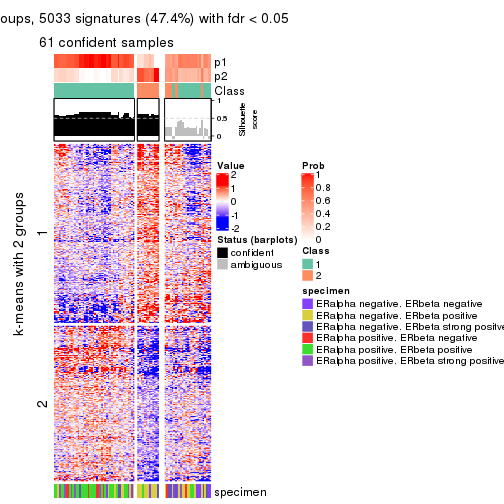 oups, 5033 signatures (47.4%) with fdr < 0.05
61 confident samples
p1
p2
Class
1
0.5
0
Silhouette
score
k-means with 2 groups
1
2
Value
2
1
0
-1
-2
Status (barplots)
confident
ambiguous
Prob
1
0.8
0.6
0.4
0.2
0
Class
1
2
specimen
ERalpha negative. ERbeta negative
ERalpha negative. ERbeta positive
ERalpha negative. ERbeta strong positive
ERalpha positive. ERbeta negative
ERalpha positive. ERbeta positive
ERalpha positive. ERbeta strong positive
specimen